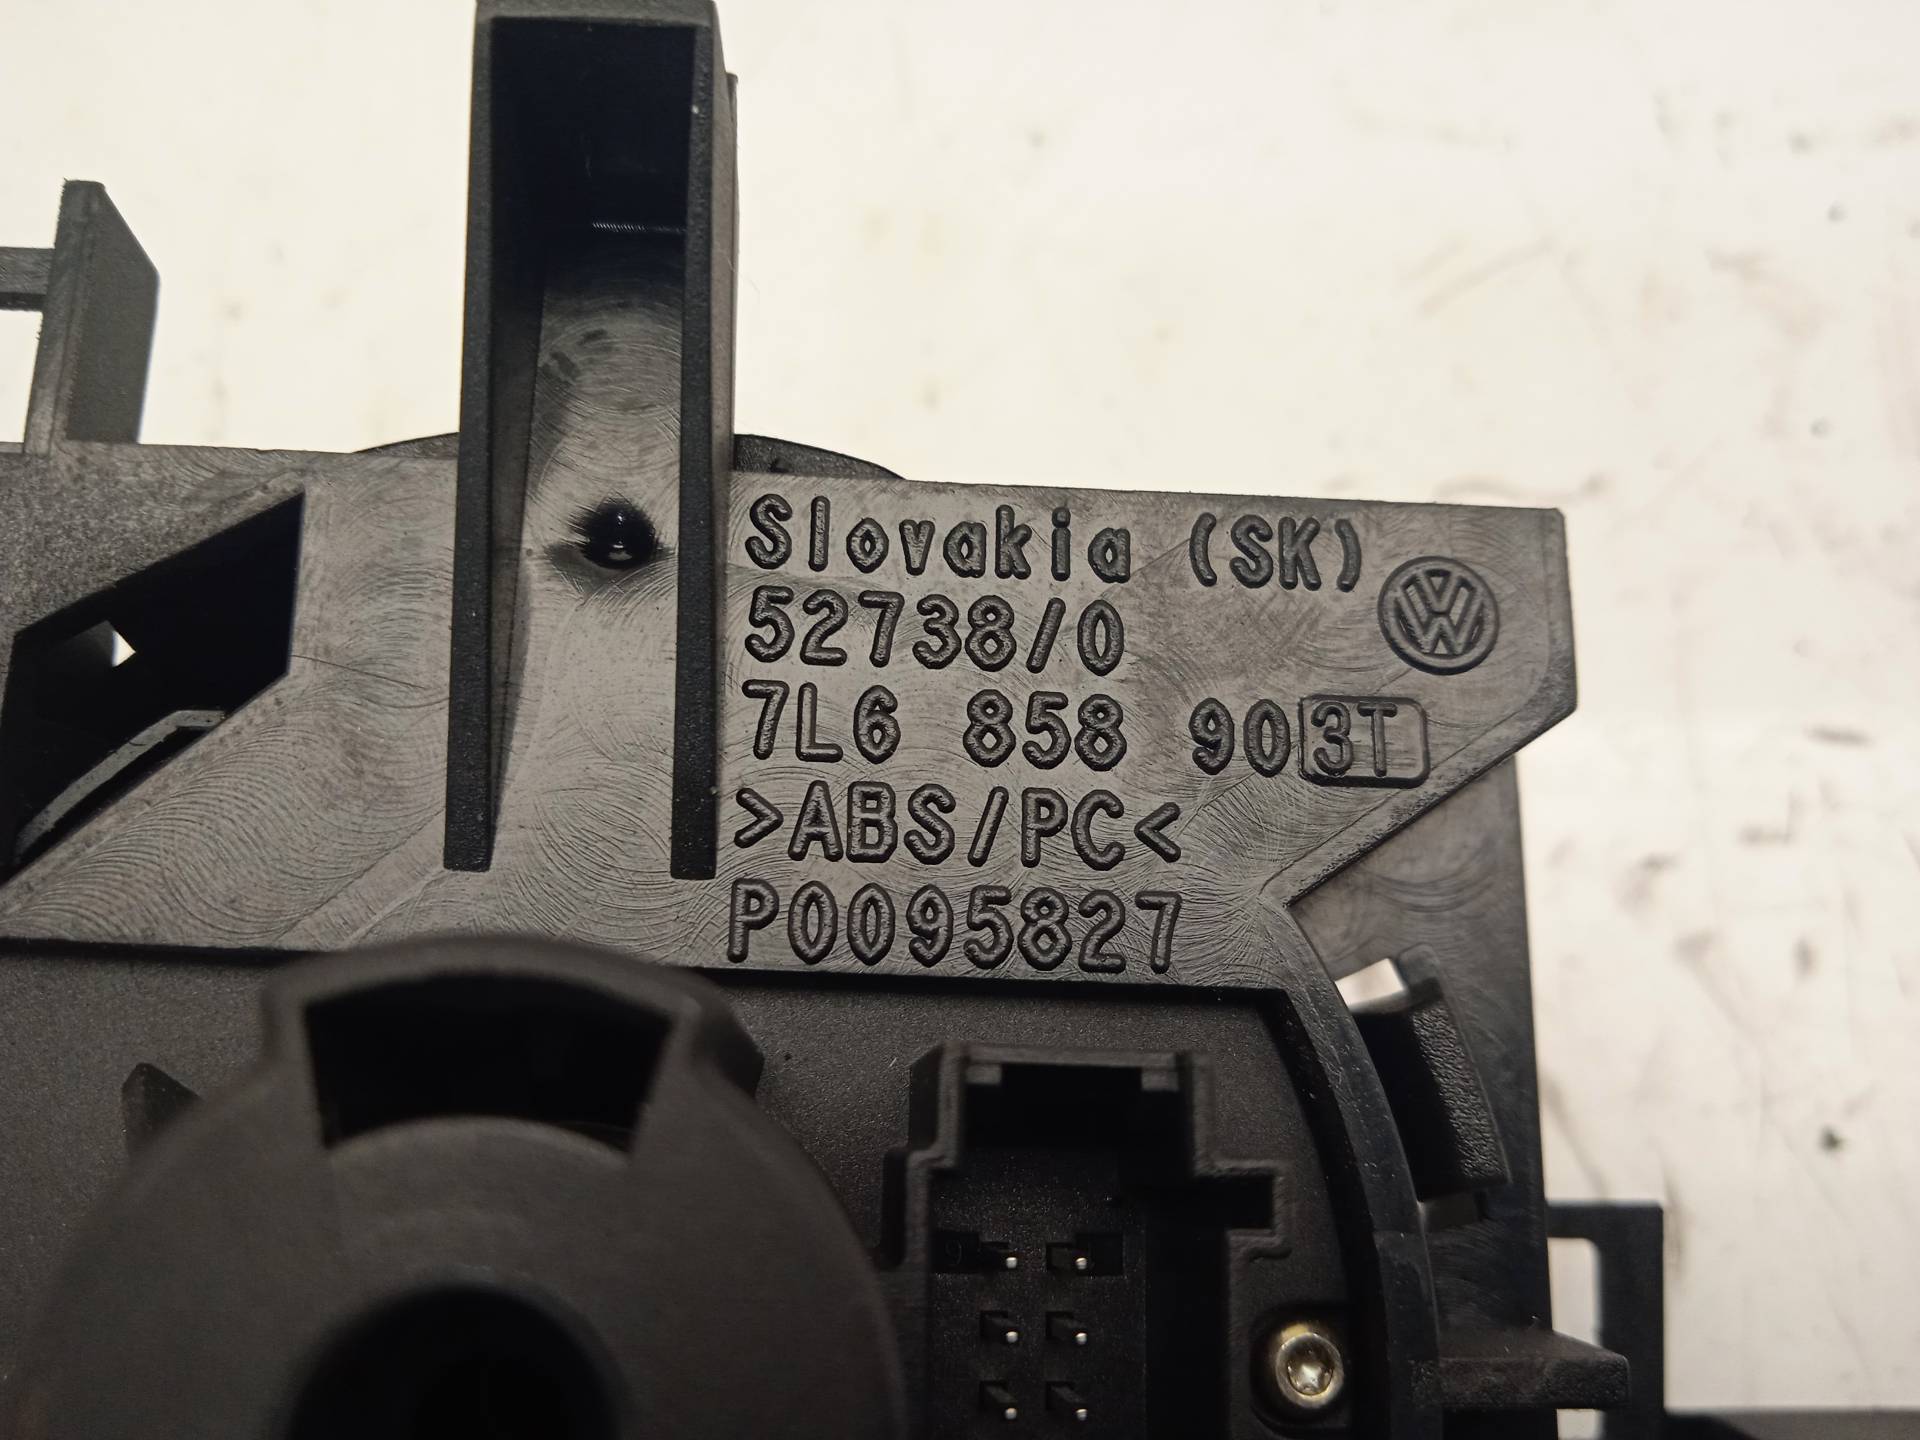 Slovakia (SK)
52738/0
7L6 858 903T
>ABS/PC<
P0095827